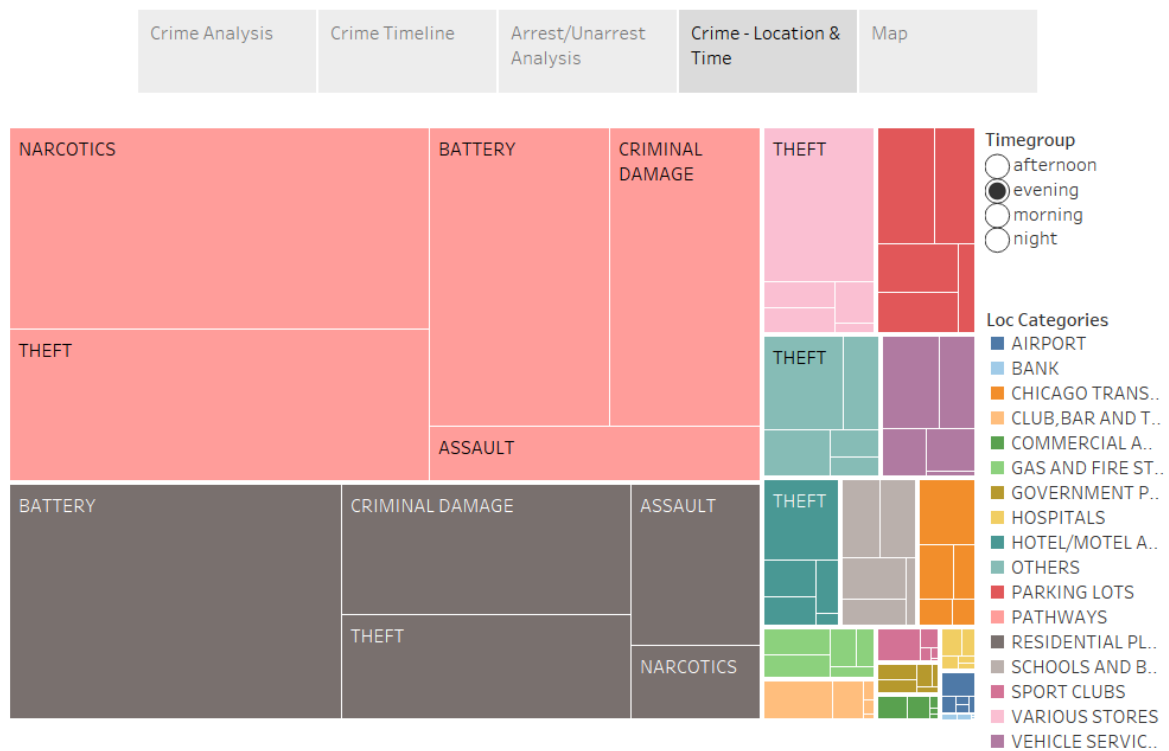 Crime Analysis
Crime Timeline
Arrest/Unarrest
Analysis
Crime - Location &
Time
Map
NARCOTICS
BATTERY
CRIMINAL
DAMAGE
THEFT
ASSAULT
BATTERY
CRIMINAL DAMAGE
ASSAULT
THEFT
NARCOTICS
THEFT
THEFT
THEFT
Timegroup
afternoon
evening
morning
night
Loc Categories
AIRPORT
BANK
CHICAGO TRANS..
CLUB,BAR AND T..
COMMERCIAL A..
GAS AND FIRE ST..
GOVERNMENT P..
HOSPITALS
HOTEL/MOTEL A..
OTHERS
PARKING LOTS
PATHWAYS
RESIDENTIAL PL..
SCHOOLS AND B..
SPORT CLUBS
VARIOUS STORES
VEHICLE SERVIC..